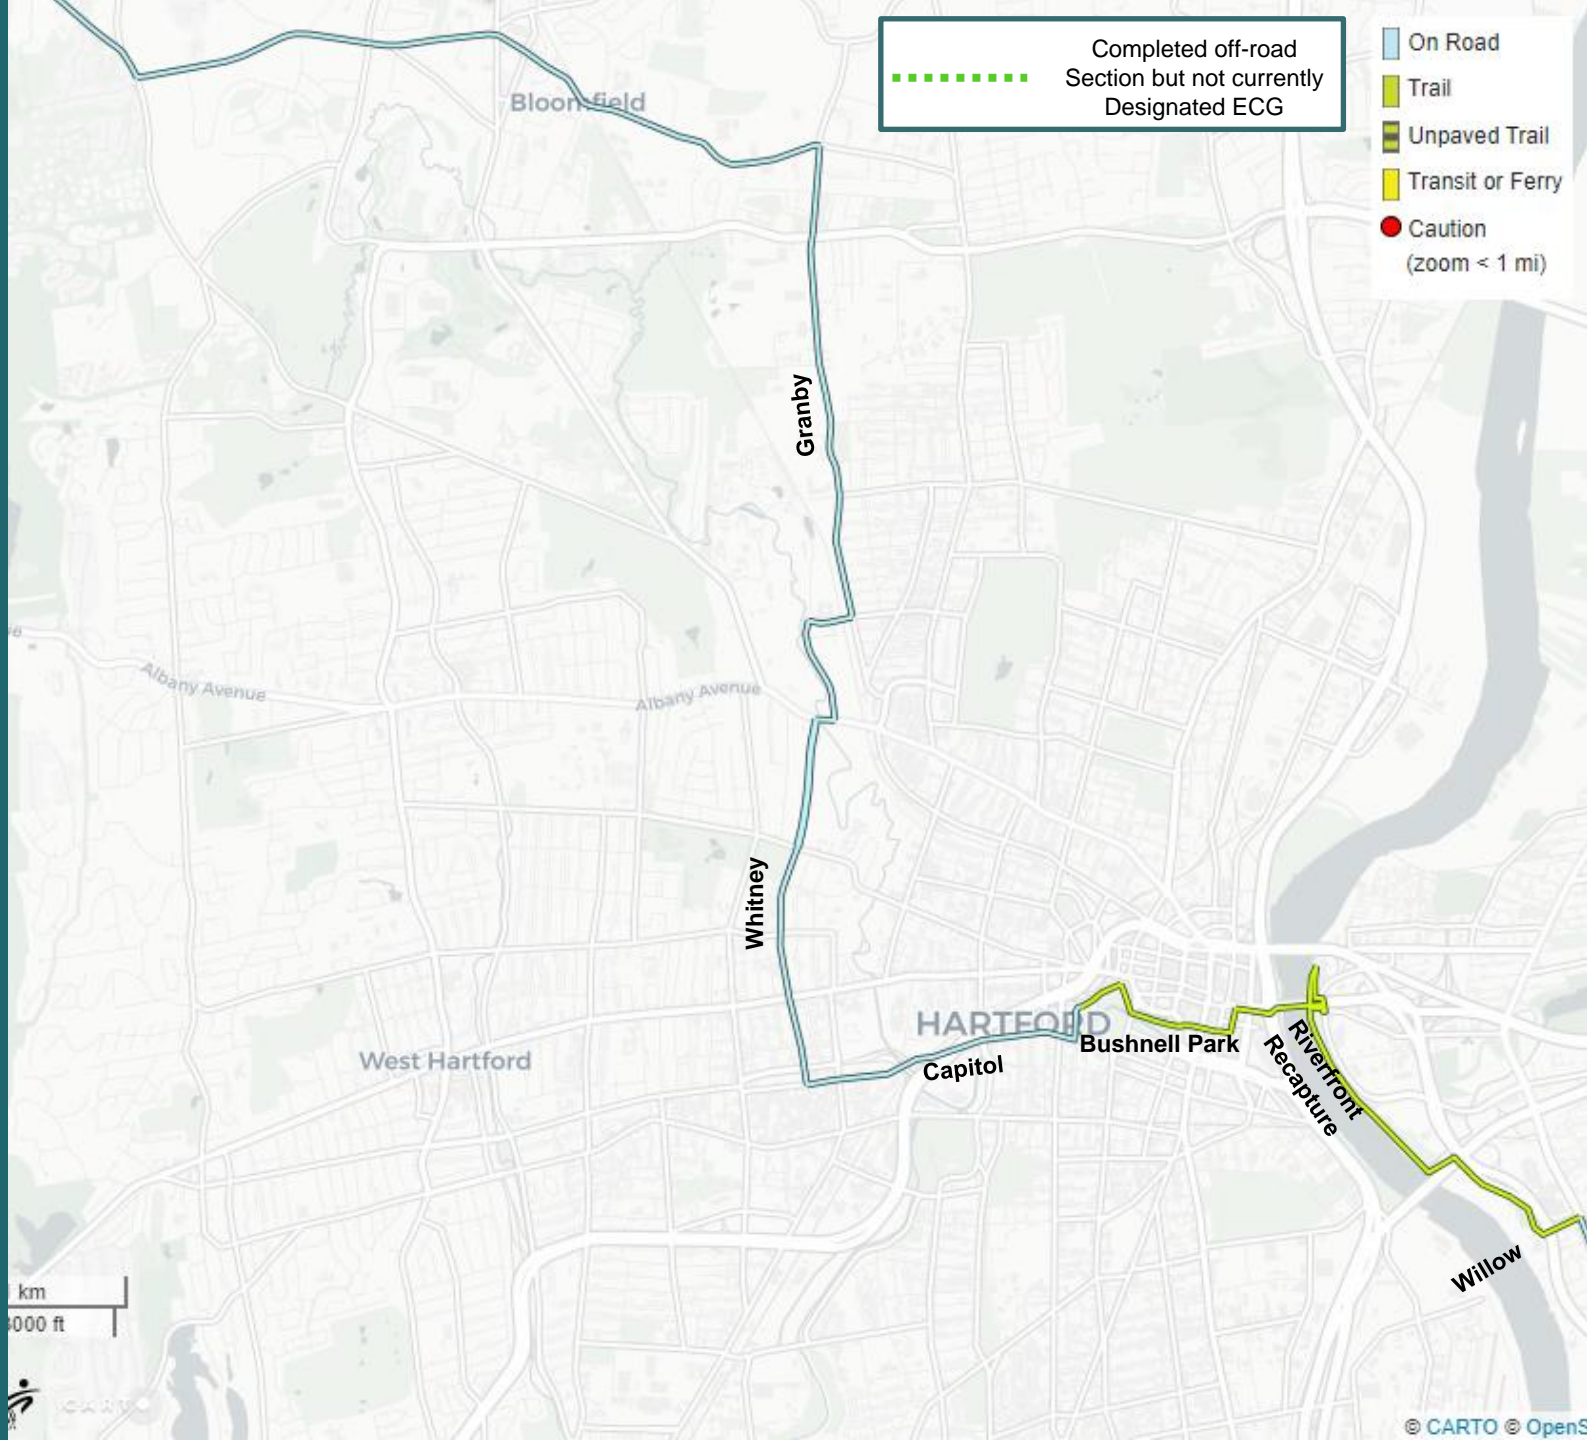 Completed off-road
Section but not currently
Designated ECG
On Road
Trail
Unpaved Trail
Transit or Ferry
Caution
(zoom < 1 mi)
Bloomfield
Granby
Albany Avenue
Albany Avenue
Whitney
HARTFORD
Bushnell Park
Capitol
West Hartford
Riverfront
Recapture
Willow
km
000 ft
CARTO
© CARTO © OpenS